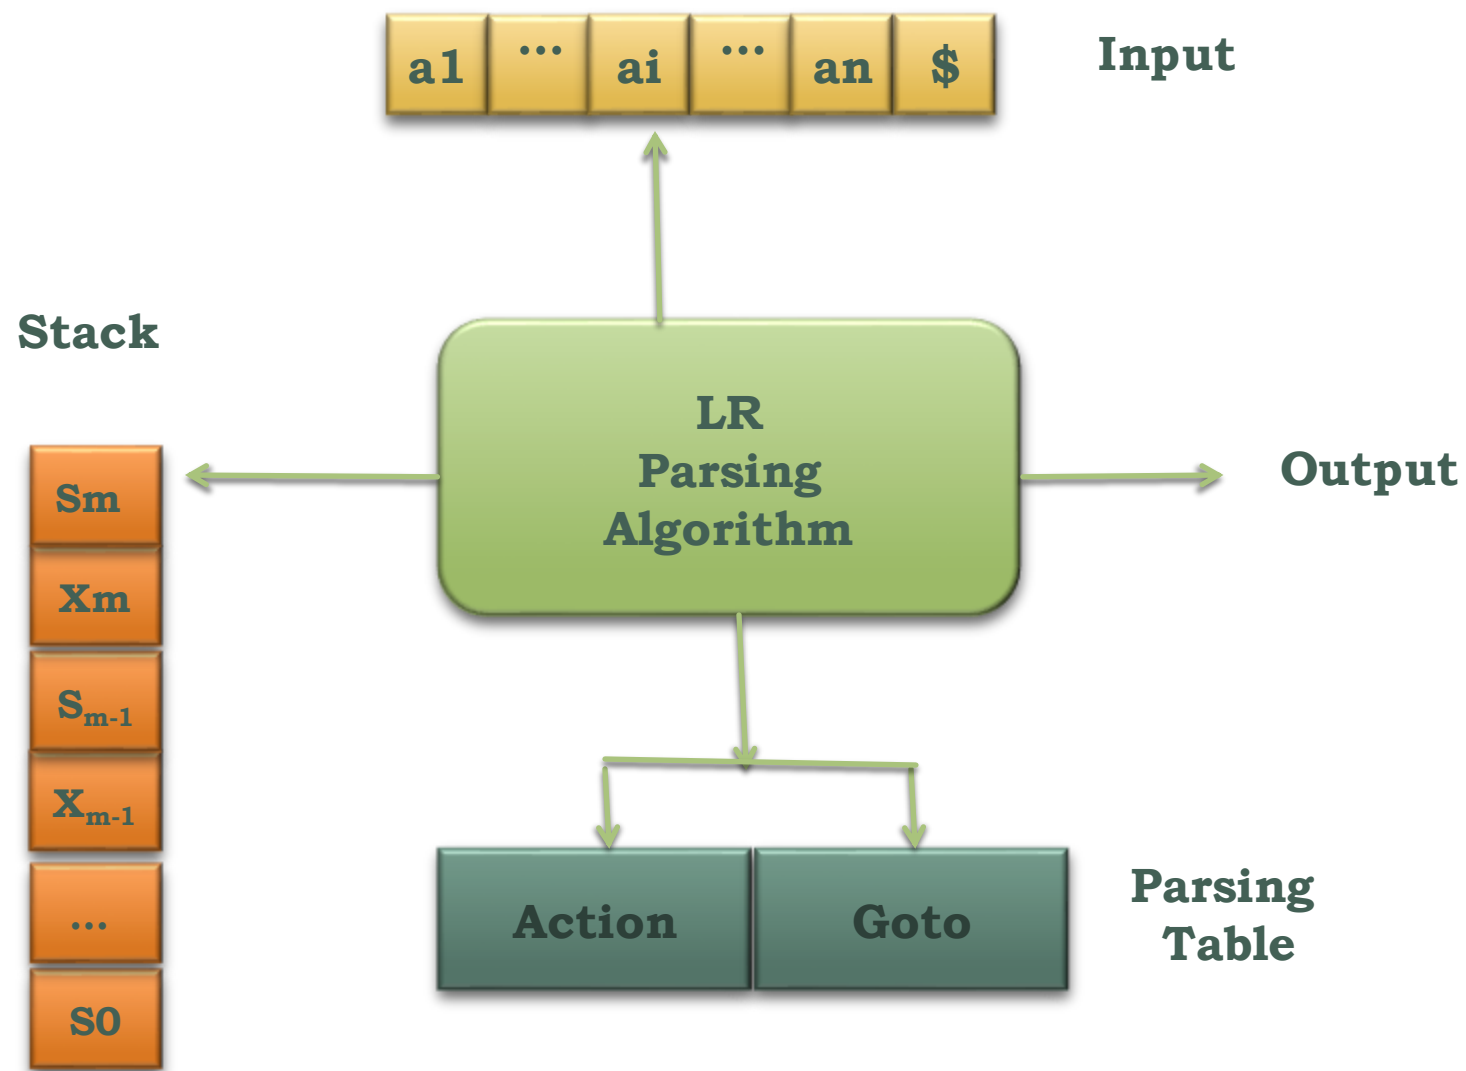 a1 ... ai ... an $
Input
Stack
LR
Parsing
Algorithm
Output
Sm
Xm
Sm-1
Xm-1
...
S0
Action Goto
Parsing
Table